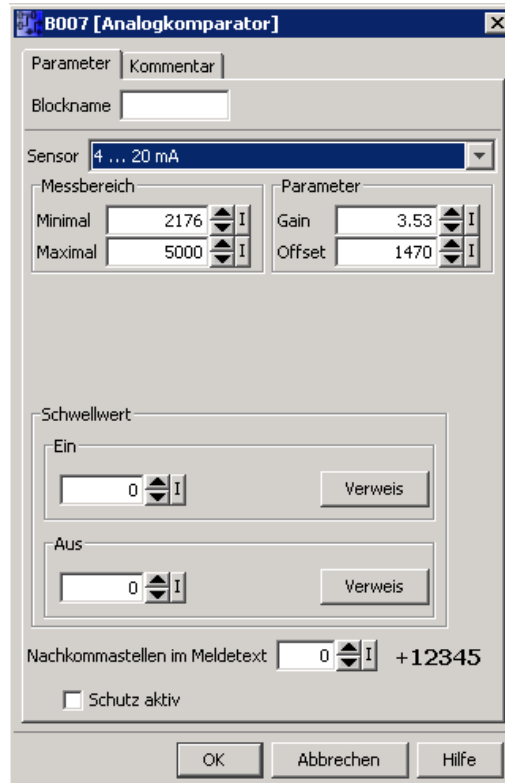 B007 [Analogkomparator]
Parameter Kommentar
Blockname
Sensor 4 ... 20 mA
Messbereich Parameter
Minimal 2176 I Gain 3.53 I
Maximal 5000 I Offset 1470 I
Schwellwert
Ein
0 I Verweis
Aus
0 I Verweis
Nachkommastellen im Meldetext 0 I +12345
Schutz aktiv
OK Abbrechen Hilfe